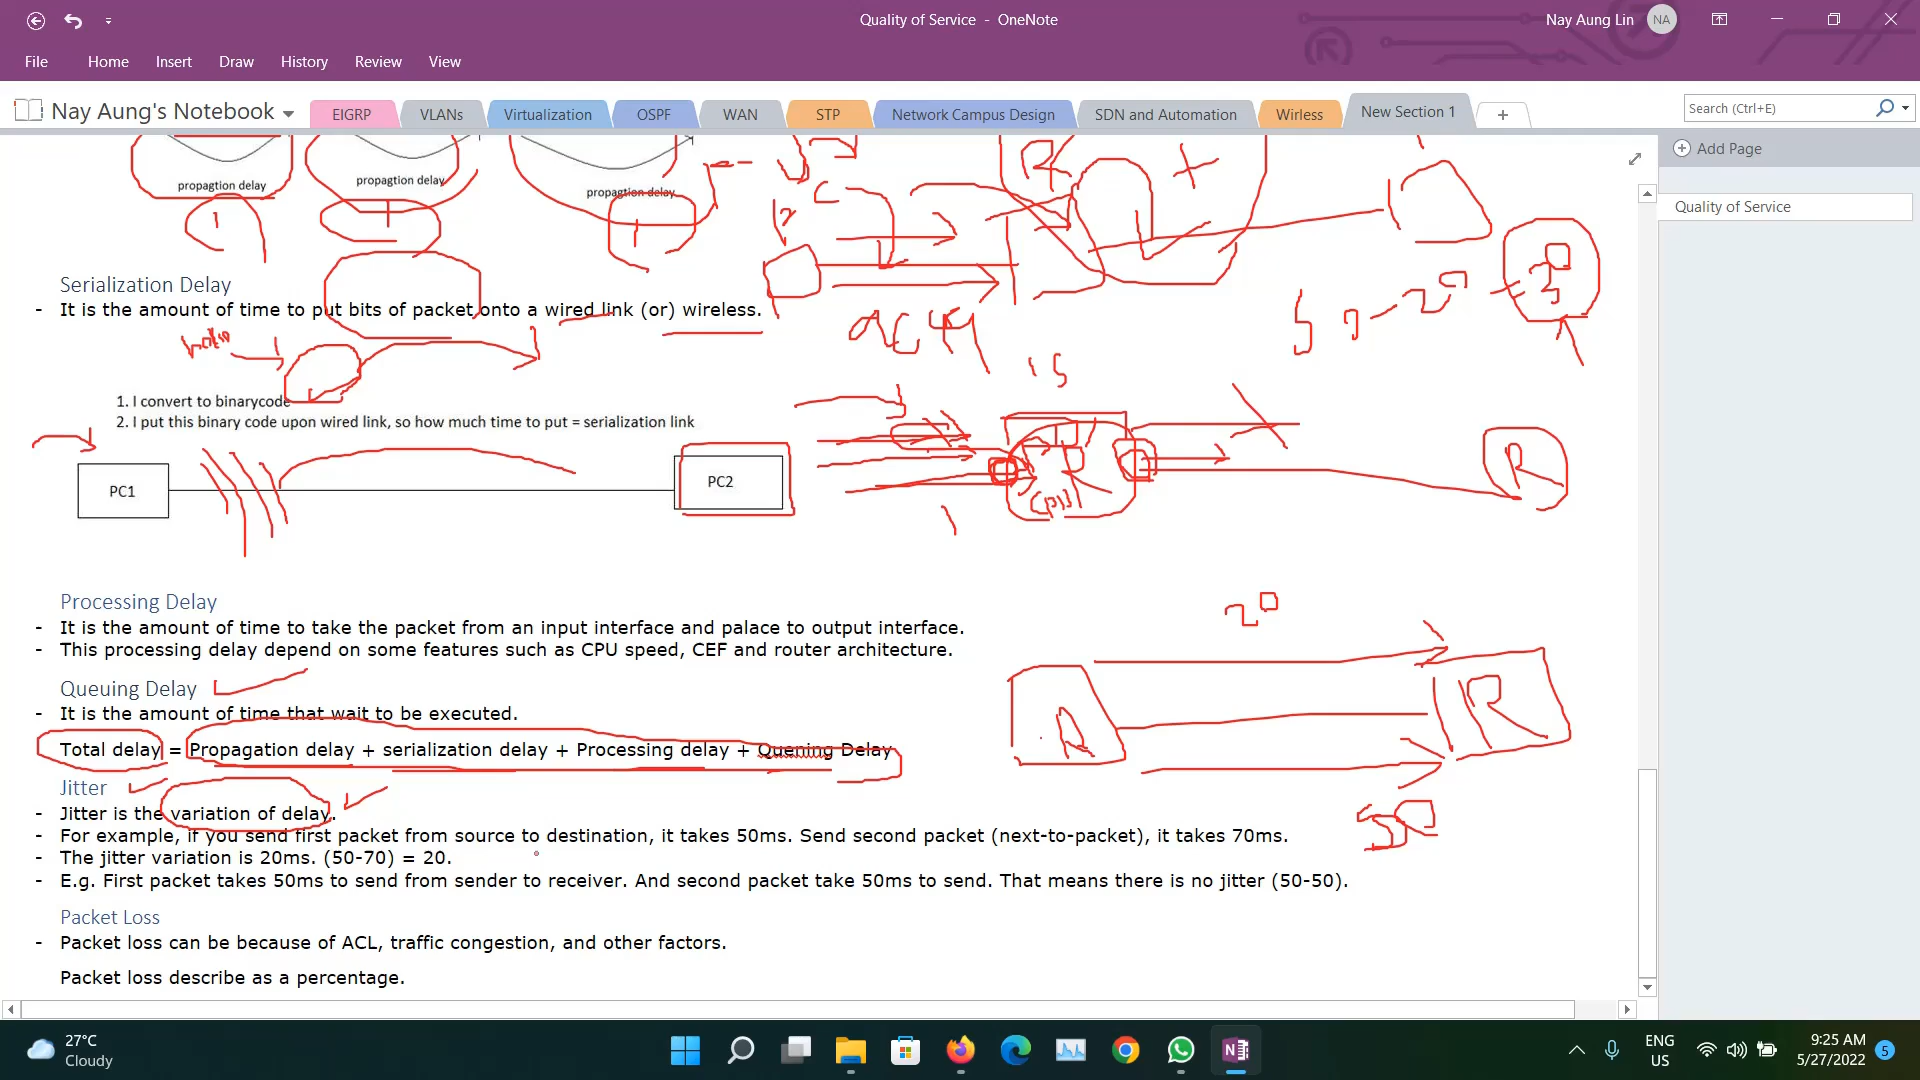 Quality of Service - OneNote
Nay Aung Lin NA
File Home Insert Draw History Review View
Nay Aung's Notebook EIGRP VLANs Virtualization OSPF WAN STP Network Campus Design SDN and Automation Wirless New Section 1 +
Search (Ctrl+E)
Add Page
Quality of Service
propagtion delay propagtion delay propagtion delay
Serialization Delay
- It is the amount of time to put bits of packet onto a wired link (or) wireless.
1. I convert to binarycode
2. I put this binary code upon wired link, so how much time to put = serialization link
PC1 PC2
R
R
Processing Delay
- It is the amount of time to take the packet from an input interface and palace to output interface.
- This processing delay depend on some features such as CPU speed, CEF and router architecture.
20
Queuing Delay
- It is the amount of time that wait to be executed.
R
Total delay = Propagation delay + serialization delay + Processing delay + Quening Delay
Jitter
- Jitter is the variation of delay.
- For example, if you send first packet from source to destination, it takes 50ms. Send second packet (next-to-packet), it takes 70ms.
- The jitter variation is 20ms. (50-70) = 20.
- E.g. First packet takes 50ms to send from sender to receiver. And second packet take 50ms to send. That means there is no jitter (50-50).
Packet Loss
- Packet loss can be because of ACL, traffic congestion, and other factors.
Packet loss describe as a percentage.
27°C
Cloudy
ENG
US
9:25 AM
5/27/2022
5